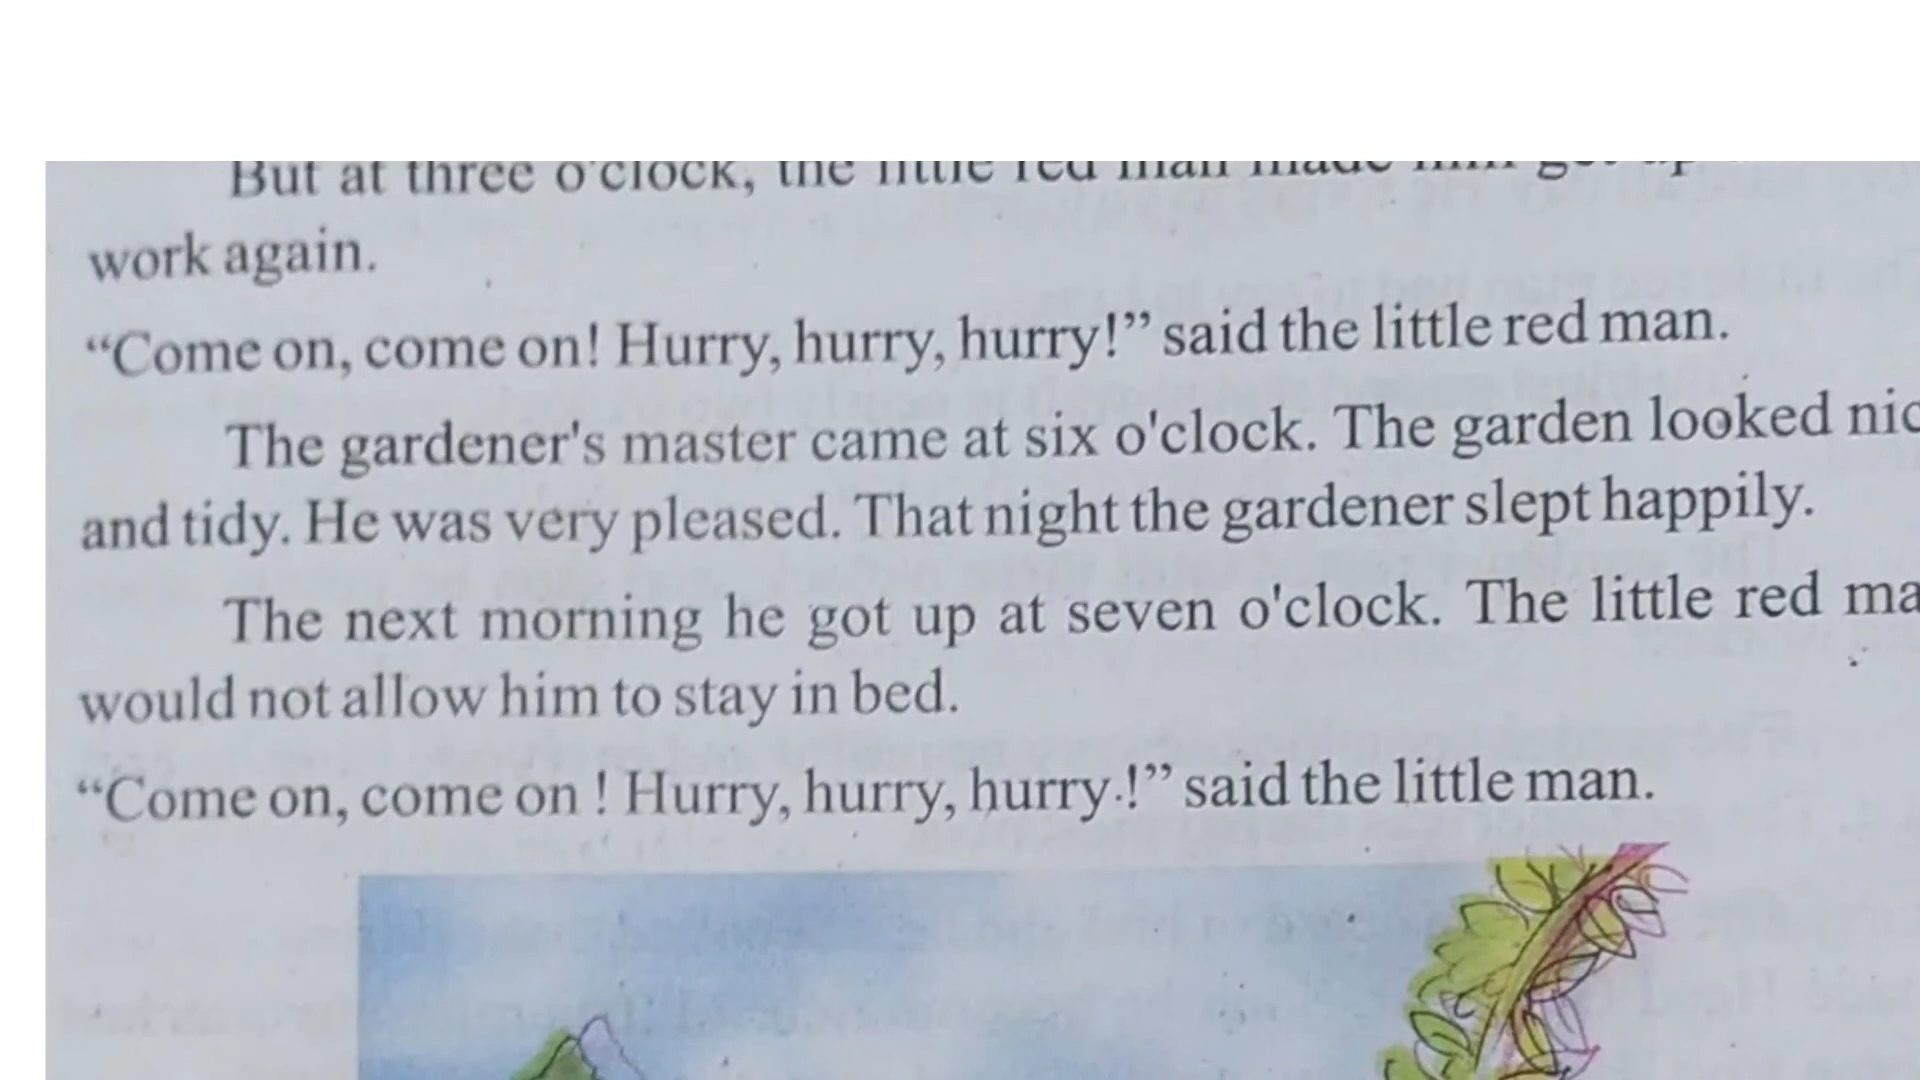 But at three o'clock, the little red man made him get up
work again.
“Come on, come on! Hurry, hurry, hurry!” said the little red man.
The gardener's master came at six o'clock. The garden looked nic
and tidy. He was very pleased. That night the gardener slept happily.
The next morning he got up at seven o'clock. The little red ma
would not allow him to stay in bed.
“Come on, come on ! Hurry, hurry, hurry !” said the little man.